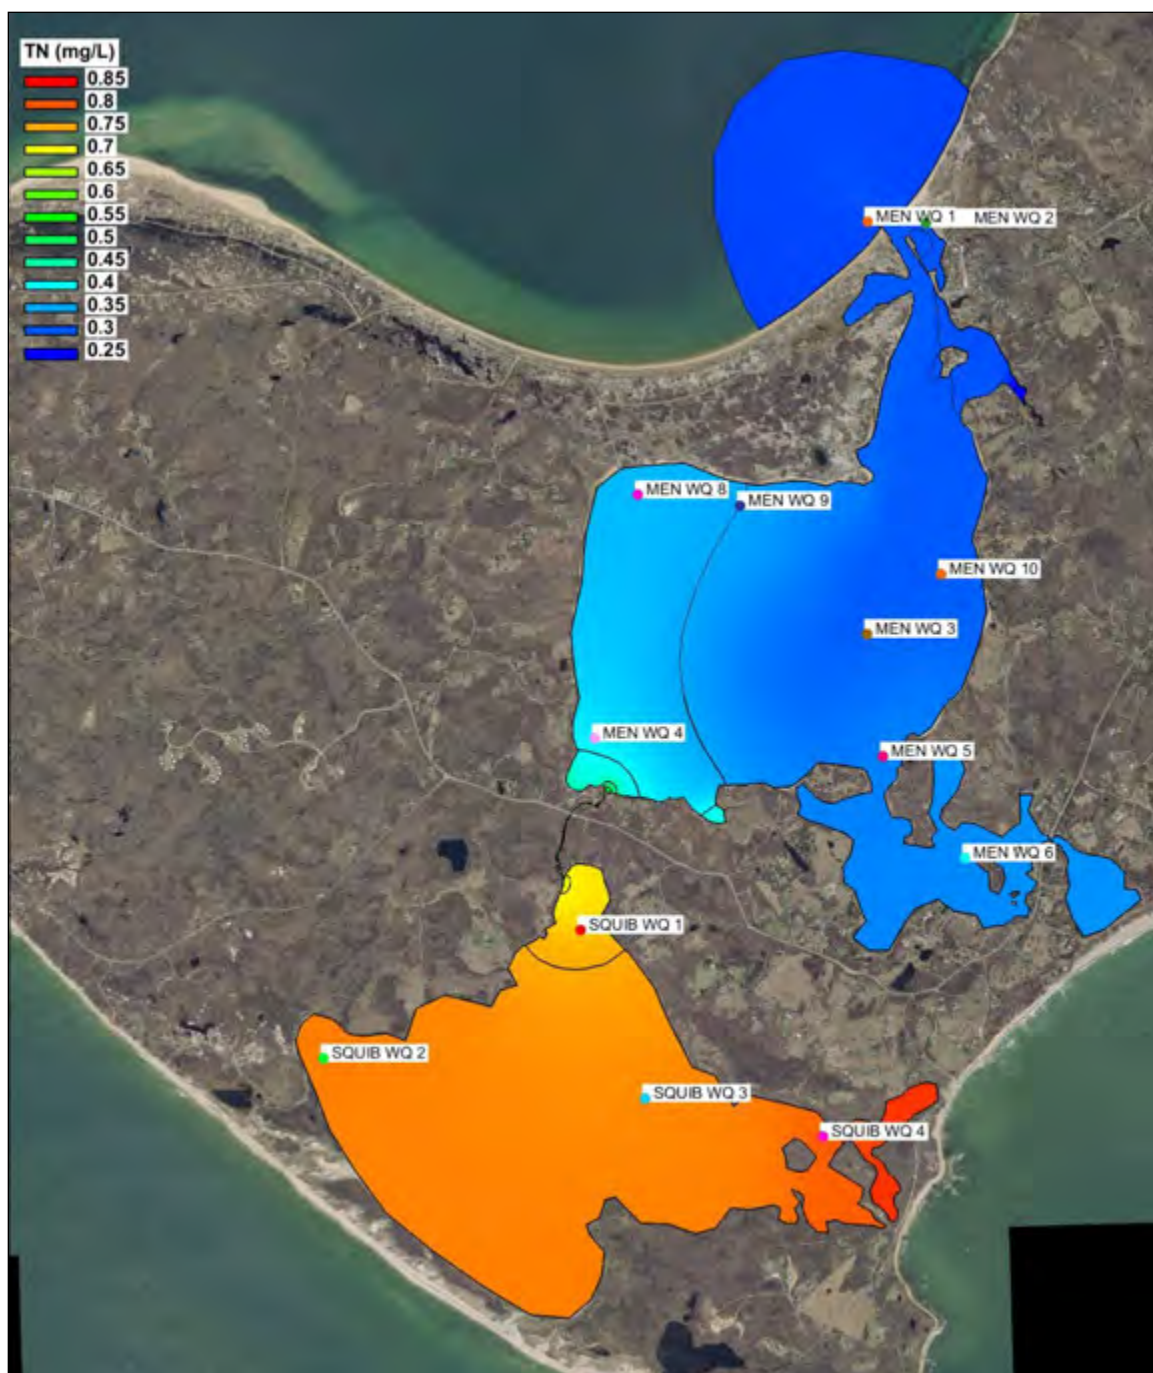 TN (mg/L)
0.85
0.8
0.75
0.7
0.65
0.6
0.55
0.5
0.45
0.4
0.35
0.3
0.25
MEN WQ 1
MEN WQ 2
MEN WQ 8
MEN WQ 9
MEN WQ 10
MEN WQ 3
MEN WQ 4
MEN WQ 5
MEN WQ 6
SQUIB WQ 1
SQUIB WQ 2
SQUIB WQ 3
SQUIB WQ 4